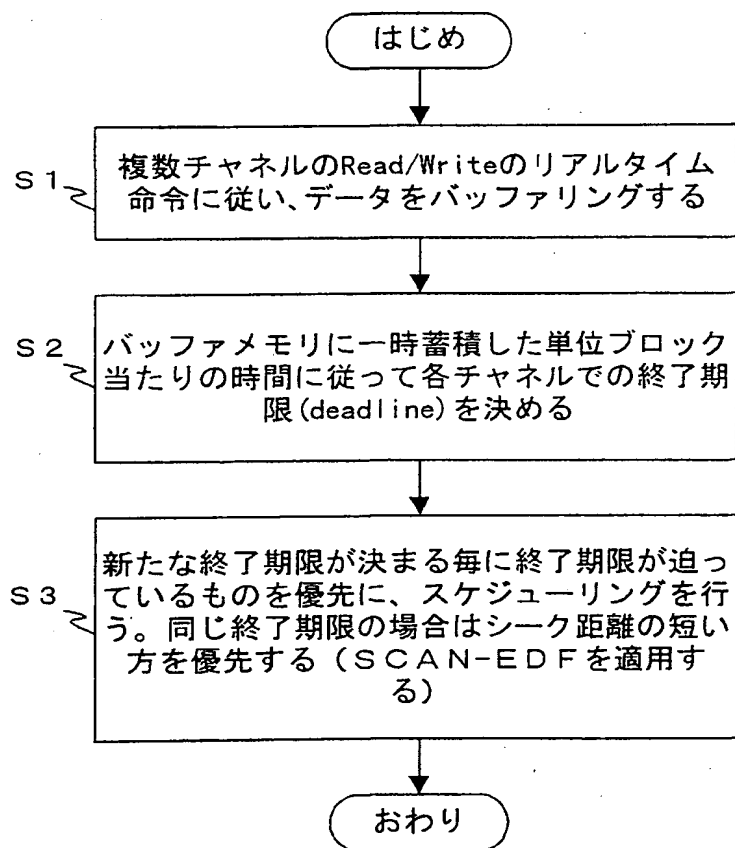 はじめ
S1
複数チャネルのRead/Writeのリアルタイム
命令に従い、データをバッファリングする
S2
バッファメモリに一時蓄積した単位ブロック
当たりの時間に従って各チャネルでの終了期
限(deadline)を決める
S3
新たな終了期限が決まる毎に終了期限が迫っ
ているものを優先に、スケジューリングを行
う。同じ終了期限の場合はシーク距離の短い
方を優先する（SCAN-EDFを適用す
る）
おわり